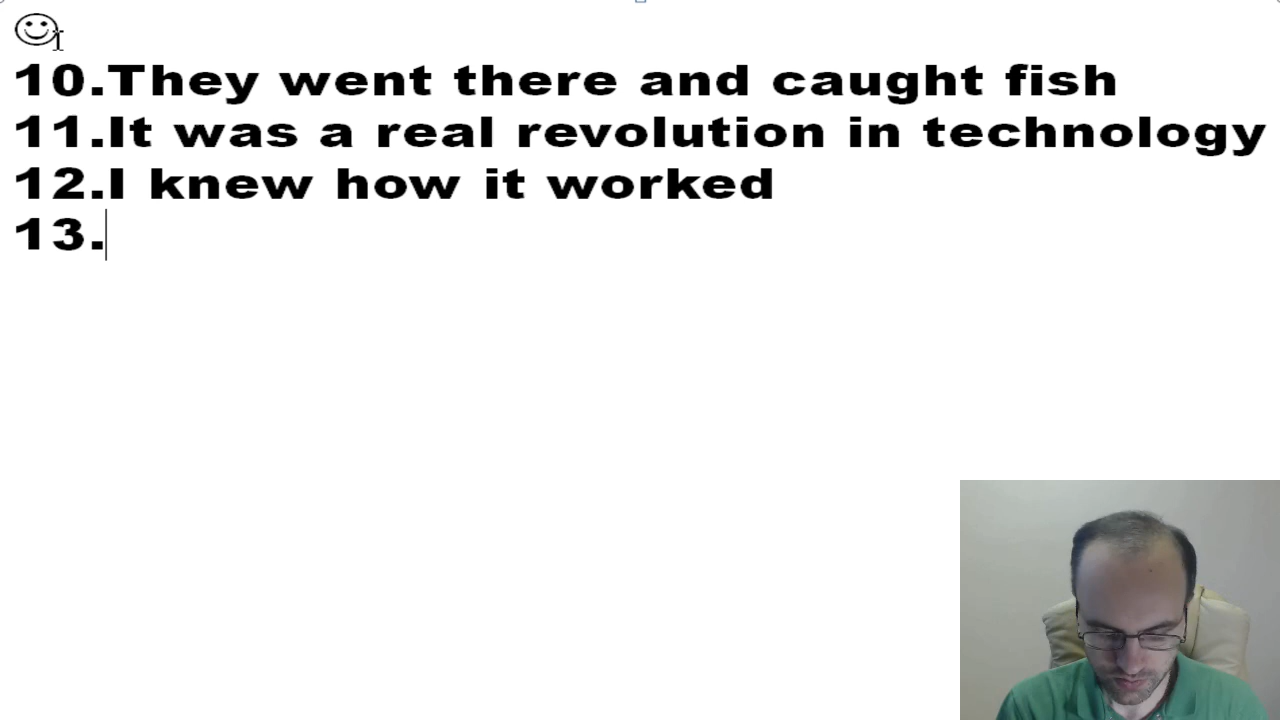 10.They went there and caught fish
11.It was a real revolution in technology
12.I knew how it worked
13.